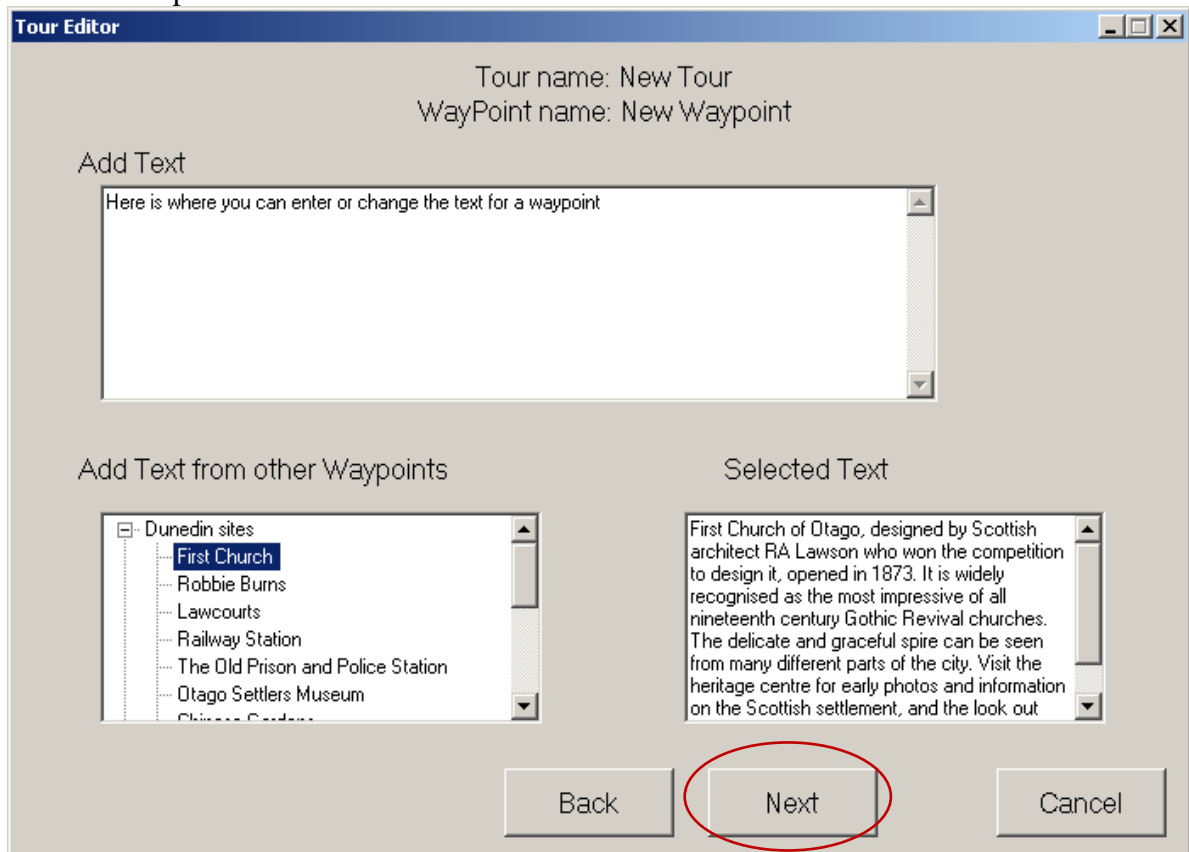 Tour Editor
Tour name: New Tour
WayPoint name: New Waypoint
Add Text
Here is where you can enter or change the text for a waypoint
Add Text from other Waypoints
Dunedin sites
First Church
Robbie Burns
Lawcourts
Railway Station
The Old Prison and Police Station
Otago Settlers Museum
Selected Text
First Church of Otago, designed by Scottish
architect RA Lawson who won the competition
to design it, opened in 1873. It is widely
recognised as the most impressive of all
nineteenth century Gothic Revival churches.
The delicate and graceful spire can be seen
from many different parts of the city. Visit the
heritage centre for early photos and information
on the Scottish settlement, and the look out
Back
Next
Cancel